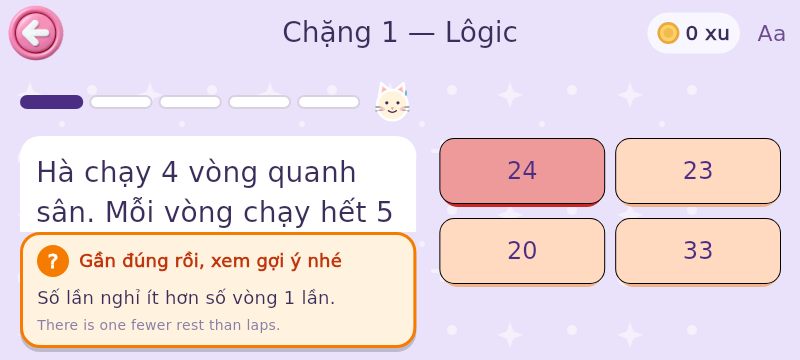 Chặng 1 — Lôgic
0 xu
Aa
Hà chạy 4 vòng quanh
sân. Mỗi vòng chạy hết 5
?
Gần đúng rồi, xem gợi ý nhé
Số lần nghỉ ít hơn số vòng 1 lần.
There is one fewer rest than laps.
24
23
20
33